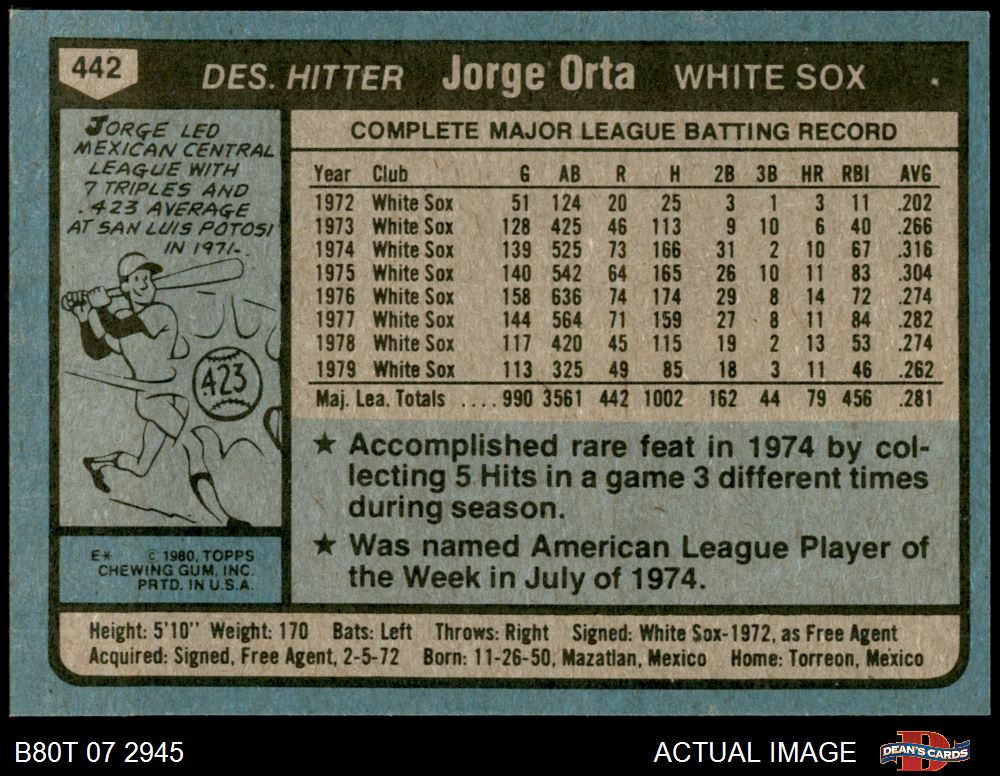 442
DES. HITTER Jorge Orta WHITE SOX
JORGE LED
MEXICAN CENTRAL
LEAGUE WITH
7 TRIPLES AND
.423 AVERAGE
AT SAN LUIS POTOSI
IN 1971.
.423
E* © 1980, TOPPS
CHEWING GUM, INC.
PRTD. IN U.S.A.
COMPLETE MAJOR LEAGUE BATTING RECORD
Year Club G AB R H 2B 3B HR RBI AVG
1972 White Sox 51 124 20 25 3 1 3 11 .202
1973 White Sox 128 425 46 113 9 10 6 40 .266
1974 White Sox 139 525 73 166 31 2 10 67 .316
1975 White Sox 140 542 64 165 26 10 11 83 .304
1976 White Sox 158 636 74 174 29 8 14 72 .274
1977 White Sox 144 564 71 159 27 8 11 84 .282
1978 White Sox 117 420 45 115 19 2 13 53 .274
1979 White Sox 113 325 49 85 18 3 11 46 .262
Maj. Lea. Totals .... 990 3561 442 1002 162 44 79 456 .281
★ Accomplished rare feat in 1974 by col-
lecting 5 Hits in a game 3 different times
during season.
★ Was named American League Player of
the Week in July of 1974.
Height: 5'10" Weight: 170 Bats: Left Throws: Right Signed: White Sox-1972, as Free Agent
Acquired: Signed, Free Agent, 2-5-72 Born: 11-26-50, Mazatlan, Mexico Home: Torreon, Mexico
B80T 07 2945 ACTUAL IMAGE DEAN'S CARDS